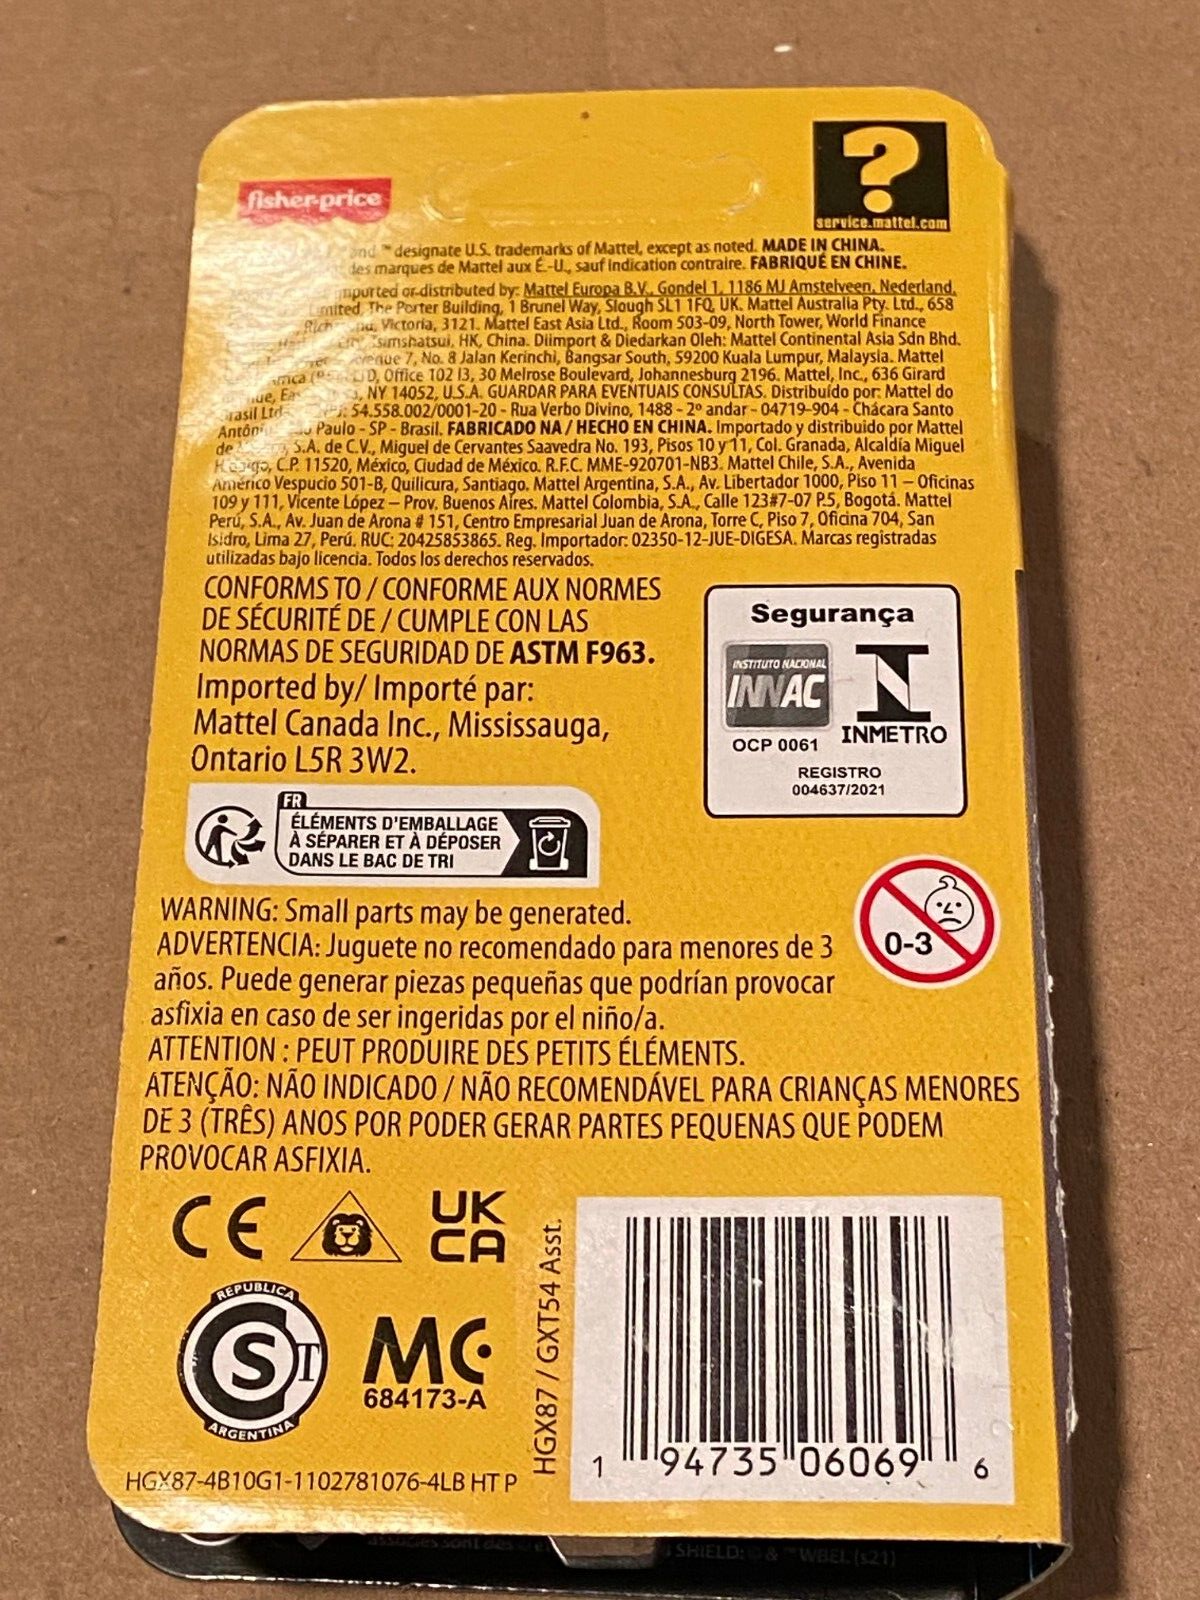 fisher-price
?
service.mattel.com
and ™ designate U.S. trademarks of Mattel, except as noted. MADE IN CHINA.
des marques de Mattel aux É.-U., sauf indication contraire. FABRIQUÉ EN CHINE.
mported or distributed by: Mattel Europa B.V., Gondel 1, 1186 MJ Amstelveen, Nederland.
Limited, The Porter Building, 1 Brunel Way, Slough SL1 1FQ, UK. Mattel Australia Pty. Ltd., 658
Victoria, 3121. Mattel East Asia Ltd., Room 503-09, North Tower, World Finance
Tsimshatsui, HK, China. Diimport & Diedarkan Oleh: Mattel Continental Asia Sdn Bhd.
7, No. 8 Jalan Kerinchi, Bangsar South, 59200 Kuala Lumpur, Malaysia. Mattel
Office 102 I3, 30 Melrose Boulevard, Johannesburg 2196. Mattel, Inc., 636 Girard
NY 14052, U.S.A. GUARDAR PARA EVENTUAIS CONSULTAS. Distribuído por: Mattel do
54.558.002/0001-20 - Rua Verbo Divino, 1488 - 2º andar - 04719-904 - Chácara Santo
Paulo - SP - Brasil. FABRICADO NA / HECHO EN CHINA. Importado y distribuido por Mattel
de S.A. de C.V., Miguel de Cervantes Saavedra No. 193, Pisos 10 y 11, Col. Granada, Alcaldía Miguel
C.P. 11520, México, Ciudad de México. R.F.C. MME-920701-NB3. Mattel Chile, S.A., Avenida
Américo Vespucio 501-B, Quilicura, Santiago. Mattel Argentina, S.A., Av. Libertador 1000, Piso 11 – Oficinas
109 y 111, Vicente López – Prov. Buenos Aires. Mattel Colombia, S.A., Calle 123#7-07 P.5, Bogotá. Mattel
Perú, S.A., Av. Juan de Arona # 151, Centro Empresarial Juan de Arona, Torre C, Piso 7, Oficina 704, San
Isidro, Lima 27, Perú. RUC: 20425853865. Reg. Importador: 02350-12-JUE-DIGESA. Marcas registradas
utilizadas bajo licencia. Todos los derechos reservados.
CONFORMS TO / CONFORME AUX NORMES
DE SÉCURITÉ DE / CUMPLE CON LAS
NORMAS DE SEGURIDAD DE ASTM F963.
Imported by/ Importé par:
Mattel Canada Inc., Mississauga,
Ontario L5R 3W2.
Segurança
INSTITUTO NACIONAL
INNAC
OCP 0061
INMETRO
REGISTRO
004637/2021
FR
ÉLÉMENTS D'EMBALLAGE
À SÉPARER ET À DÉPOSER
DANS LE BAC DE TRI
0-3
WARNING: Small parts may be generated.
ADVERTENCIA: Juguete no recomendado para menores de 3
años. Puede generar piezas pequeñas que podrían provocar
asfixia en caso de ser ingeridas por el niño/a.
ATTENTION : PEUT PRODUIRE DES PETITS ÉLÉMENTS.
ATENÇÃO: NÃO INDICADO / NÃO RECOMENDÁVEL PARA CRIANÇAS MENORES
DE 3 (TRÊS) ANOS POR PODER GERAR PARTES PEQUENAS QUE PODEM
PROVOCAR ASFIXIA.
CE
UK
CA
REPUBLICA
S T
ARGENTINA
MC
684173-A
HGX87 / GXT54 Asst.
1 94735 06069 6
HGX87-4B10G1-1102781076-4LB HT P
SHIELD: © & ™ WBEI. (s21)